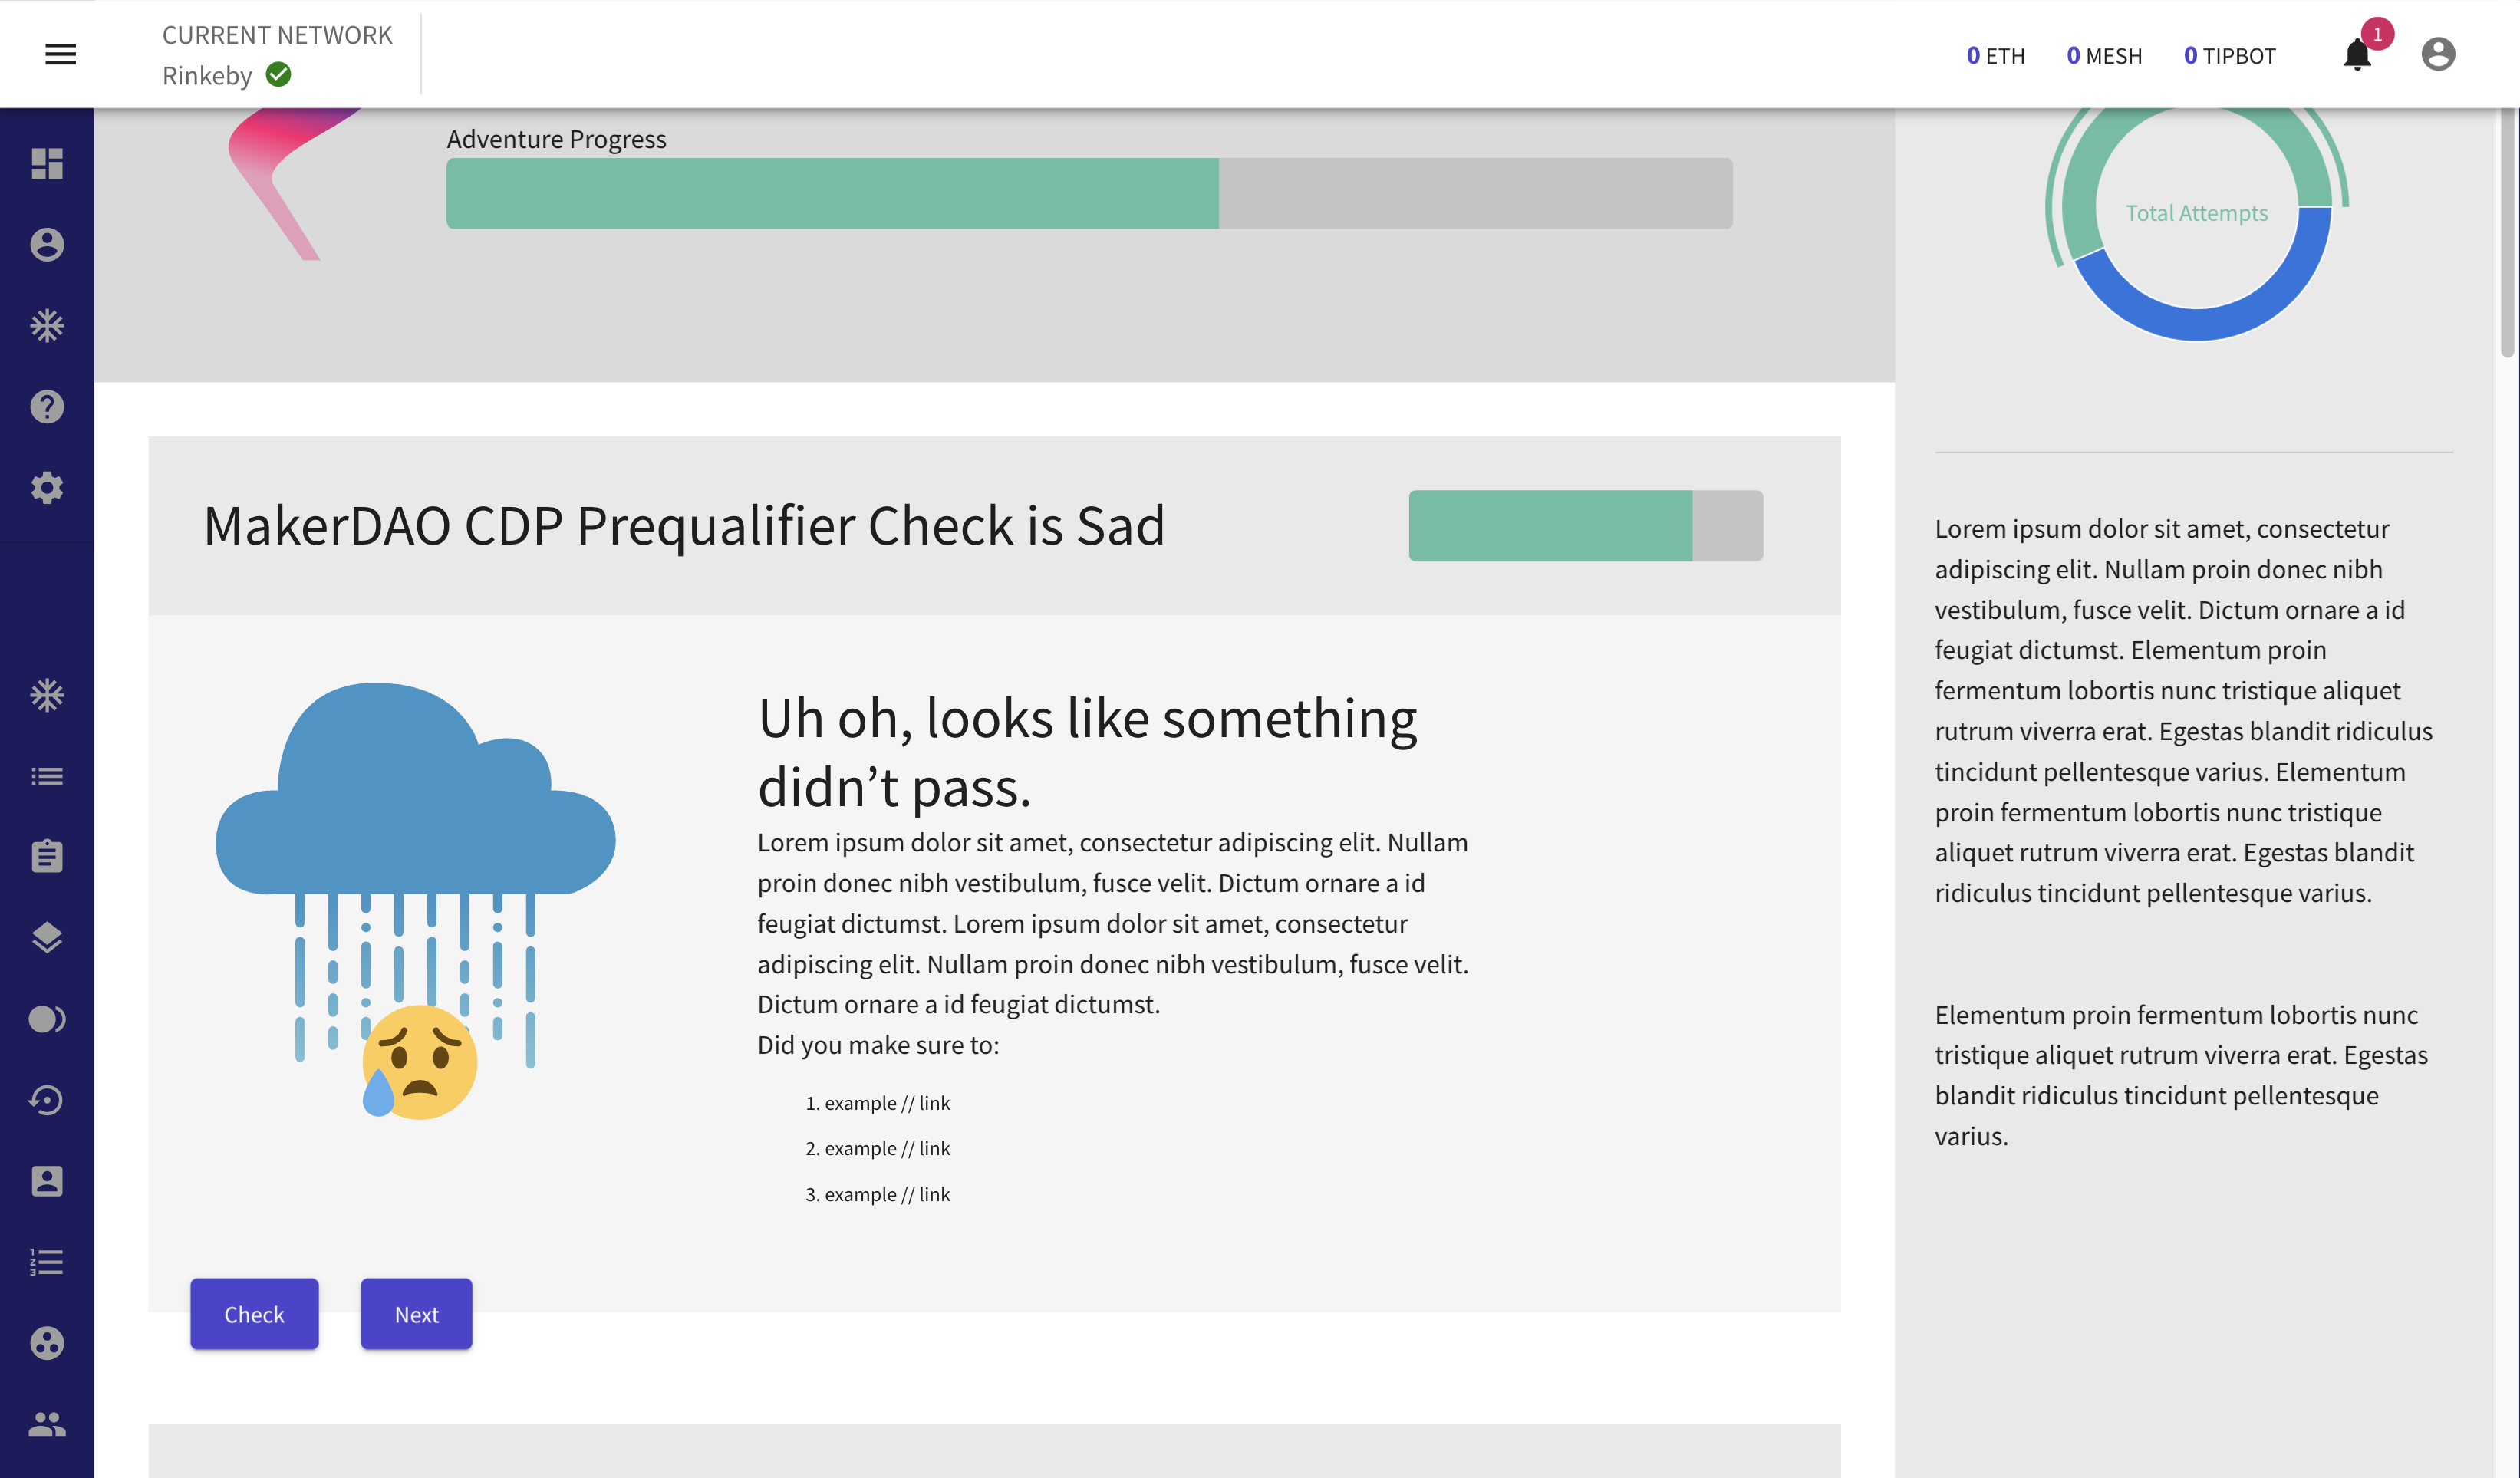 CURRENT NETWORK
Rinkeby
0 ETH
0 MESH
0 TIPBOT
1
Adventure Progress
Total Attempts
MakerDAO CDP Prequalifier Check is Sad
Uh oh, looks like something
didn’t pass.
Lorem ipsum dolor sit amet, consectetur adipiscing elit. Nullam
proin donec nibh vestibulum, fusce velit. Dictum ornare a id
feugiat dictumst. Lorem ipsum dolor sit amet, consectetur
adipiscing elit. Nullam proin donec nibh vestibulum, fusce velit.
Dictum ornare a id feugiat dictumst.
Did you make sure to:
1. example // link
2. example // link
3. example // link
Check
Next
Lorem ipsum dolor sit amet, consectetur
adipiscing elit. Nullam proin donec nibh
vestibulum, fusce velit. Dictum ornare a id
feugiat dictumst. Elementum proin
fermentum lobortis nunc tristique aliquet
rutrum viverra erat. Egestas blandit ridiculus
tincidunt pellentesque varius. Elementum
proin fermentum lobortis nunc tristique
aliquet rutrum viverra erat. Egestas blandit
ridiculus tincidunt pellentesque varius.
Elementum proin fermentum lobortis nunc
tristique aliquet rutrum viverra erat. Egestas
blandit ridiculus tincidunt pellentesque
varius.